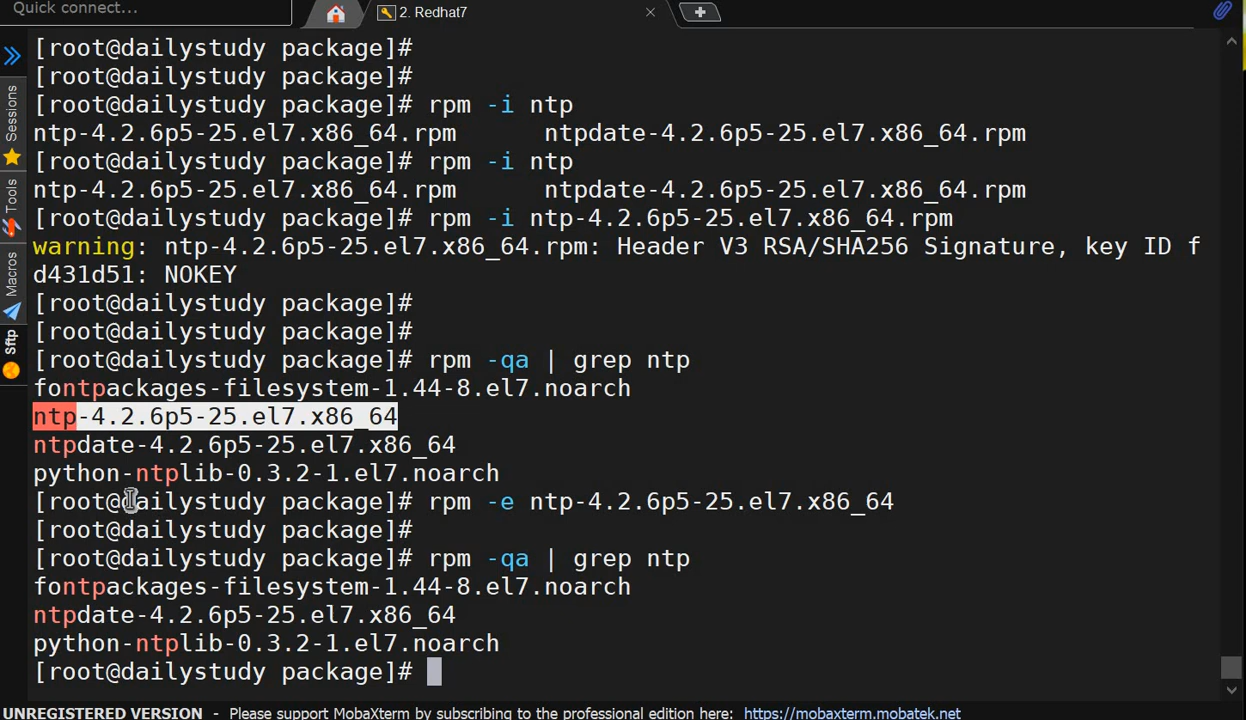 Quick connect...
2. Redhat7
Sessions
Tools
Macros
Sftp
[root@dailystudy package]#
[root@dailystudy package]#
[root@dailystudy package]# rpm -i ntp
ntp-4.2.6p5-25.el7.x86_64.rpm      ntpdate-4.2.6p5-25.el7.x86_64.rpm
[root@dailystudy package]# rpm -i ntp
ntp-4.2.6p5-25.el7.x86_64.rpm      ntpdate-4.2.6p5-25.el7.x86_64.rpm
[root@dailystudy package]# rpm -i ntp-4.2.6p5-25.el7.x86_64.rpm
warning: ntp-4.2.6p5-25.el7.x86_64.rpm: Header V3 RSA/SHA256 Signature, key ID f
d431d51: NOKEY
[root@dailystudy package]#
[root@dailystudy package]#
[root@dailystudy package]# rpm -qa | grep ntp
fontpackages-filesystem-1.44-8.el7.noarch
ntp-4.2.6p5-25.el7.x86_64
ntpdate-4.2.6p5-25.el7.x86_64
python-ntplib-0.3.2-1.el7.noarch
[root@dailystudy package]# rpm -e ntp-4.2.6p5-25.el7.x86_64
[root@dailystudy package]#
[root@dailystudy package]# rpm -qa | grep ntp
fontpackages-filesystem-1.44-8.el7.noarch
ntpdate-4.2.6p5-25.el7.x86_64
python-ntplib-0.3.2-1.el7.noarch
[root@dailystudy package]#
UNREGISTERED VERSION - Please support MobaXterm by subscribing to the professional edition here: https://mobaxterm.mobatek.net